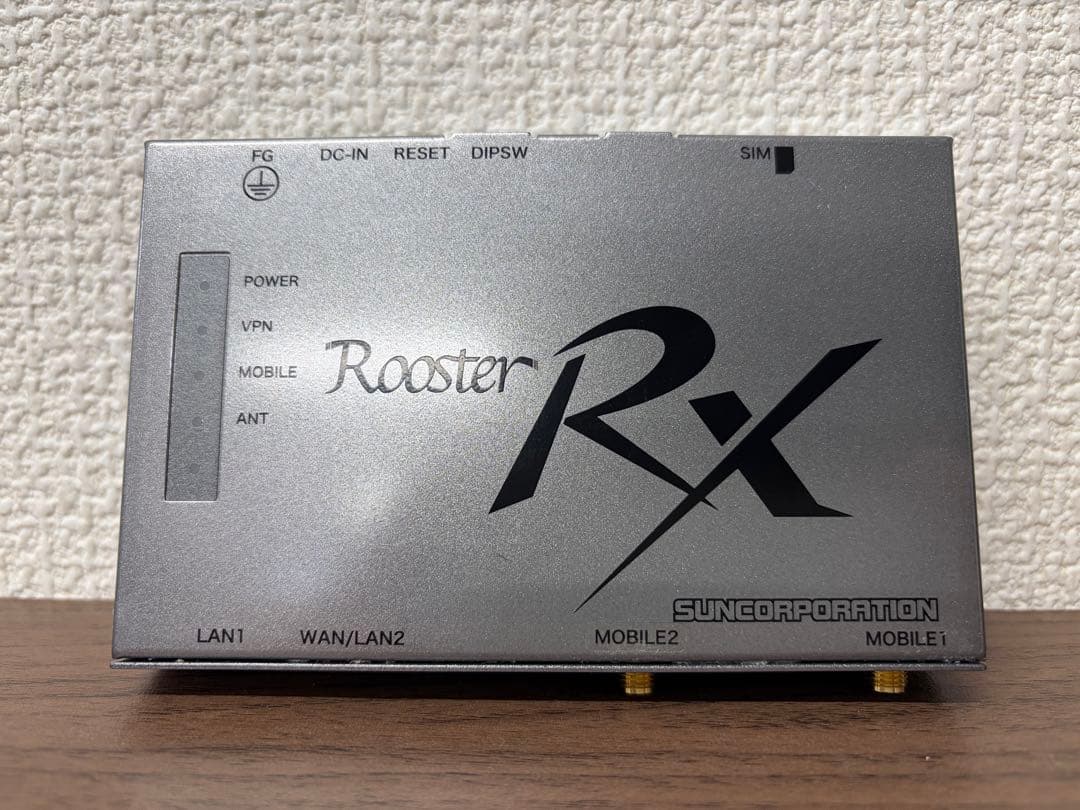 FG DC-IN RESET DIPSW SIM
POWER
VPN
MOBILE
ANT
Rooster RX
SUNCORPORATION
LAN1 WAN/LAN2 MOBILE2 MOBILE1